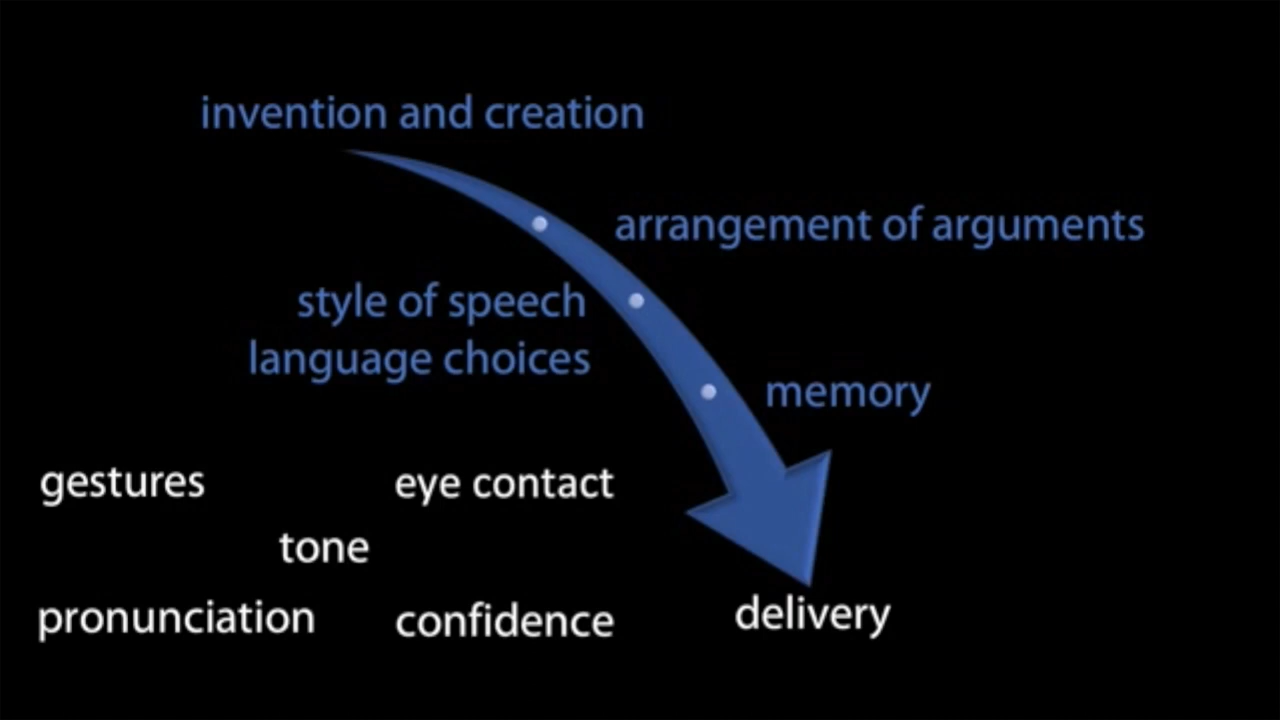 invention and creation
arrangement of arguments
style of speech
language choices
memory
gestures
eye contact
tone
pronunciation
confidence
delivery